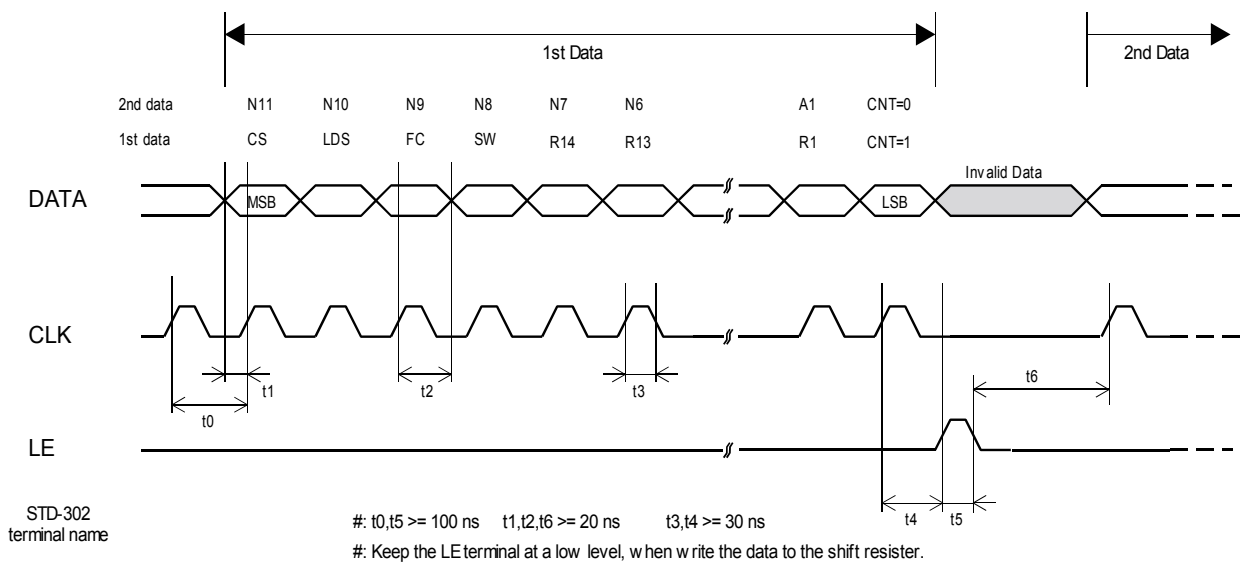 1st Data 2nd Data
2nd data N11 N10 N9 N8 N7 N6 A1 CNT=0
1st data CS LDS FC SW R14 R13 R1 CNT=1
Invalid Data
DATA MSB LSB
CLK
t1 t2 t3 t6
t0
LE
t4 t5
STD-302
terminal name
#: t0,t5 >= 100 ns t1,t2,t6 >= 20 ns t3,t4 >= 30 ns
#: Keep the LE terminal at a low level, when write the data to the shift resister.